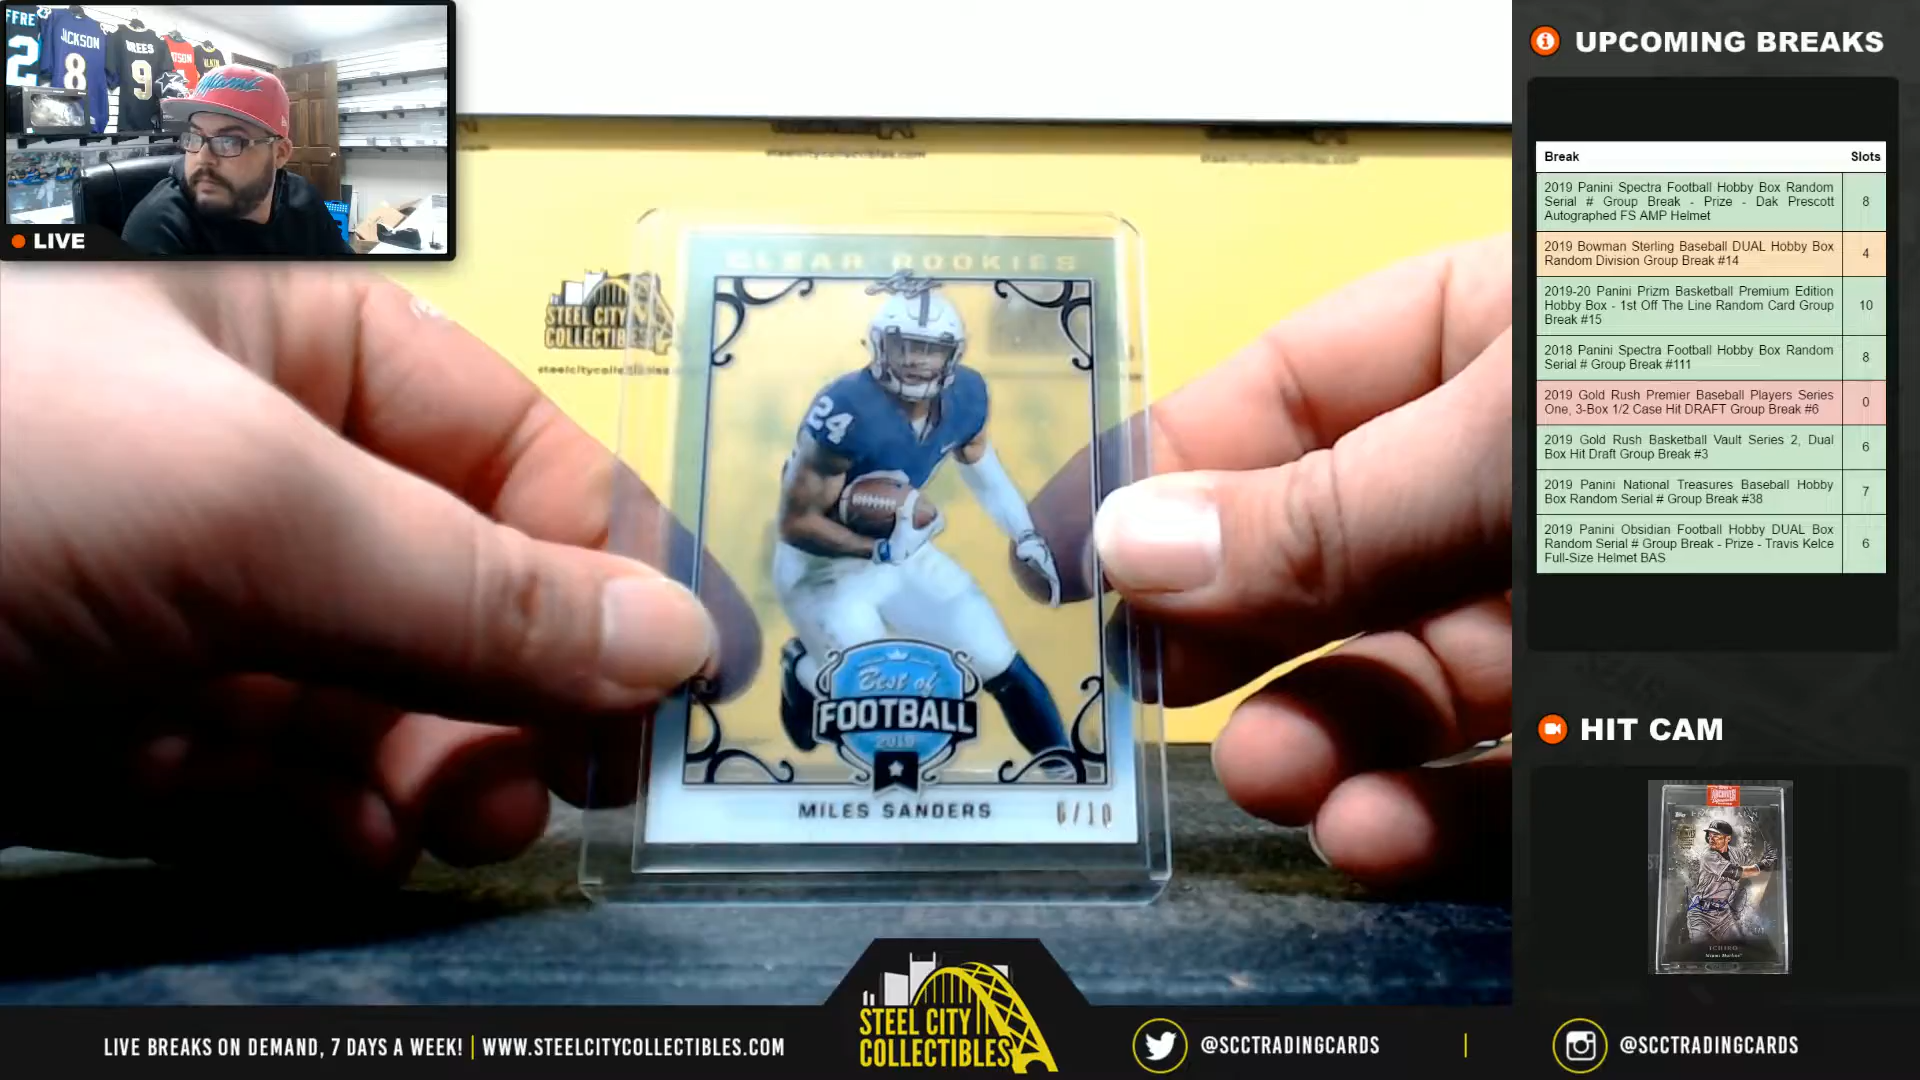 JACKSON
8
BREES
9
LIVE
UPCOMING BREAKS
Break Slots
2019 Panini Spectra Football Hobby Box Random
Serial # Group Break - Prize - Dak Prescott
Autographed FS AMP Helmet
8
2019 Bowman Sterling Baseball DUAL Hobby Box
Random Division Group Break #14
4
2019-20 Panini Prizm Basketball Premium Edition
Hobby Box - 1st Off The Line Random Card Group
Break #15
10
2018 Panini Spectra Football Hobby Box Random
Serial # Group Break #111
8
2019 Gold Rush Premier Baseball Players Series
One, 3-Box 1/2 Case Hit DRAFT Group Break #6
0
2019 Gold Rush Basketball Vault Series 2, Dual
Box Hit Draft Group Break #3
6
2019 Panini National Treasures Baseball Hobby
Box Random Serial # Group Break #38
7
2019 Panini Obsidian Football Hobby DUAL Box
Random Serial # Group Break - Prize - Travis Kelce
Full-Size Helmet BAS
6
CLEAR ROOKIES
Leaf
STEEL CITY
24
Best of
FOOTBALL
2019
MILES SANDERS 6/10
HIT CAM
ICHIRO
STEEL CITY
COLLECTIBLES
LIVE BREAKS ON DEMAND, 7 DAYS A WEEK! | WWW.STEELCITYCOLLECTIBLES.COM
@SCCTRADINGCARDS | @SCCTRADINGCARDS